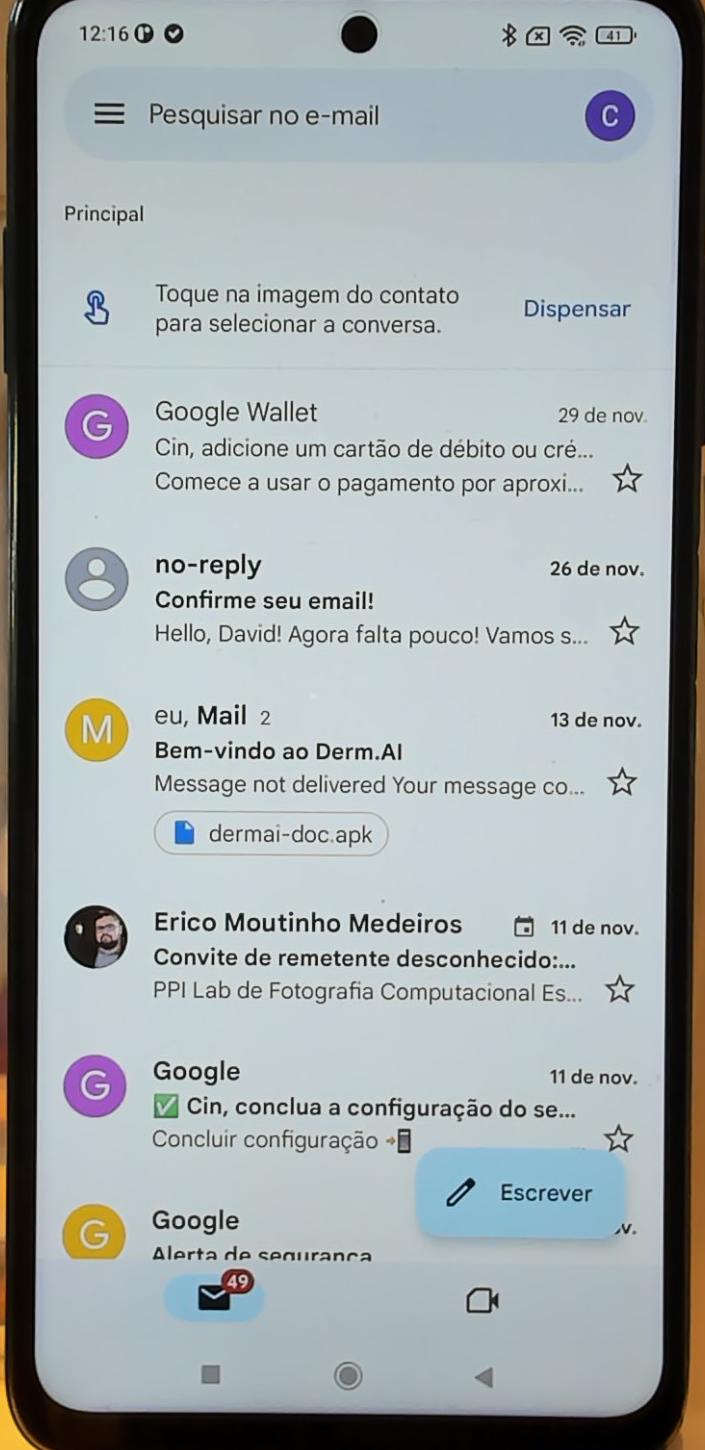 12:16
41
Pesquisar no e-mail
C
Principal
Toque na imagem do contato
para selecionar a conversa.
Dispensar
G
Google Wallet
29 de nov.
Cin, adicione um cartão de débito ou cré...
Comece a usar o pagamento por aproxi...
no-reply
26 de nov.
Confirme seu email!
Hello, David! Agora falta pouco! Vamos s...
M
eu, Mail 2
13 de nov.
Bem-vindo ao Derm.AI
Message not delivered Your message co...
dermai-doc.apk
Erico Moutinho Medeiros
11 de nov.
Convite de remetente desconhecido:...
PPI Lab de Fotografia Computacional Es...
G
Google
11 de nov.
✅ Cin, conclua a configuração do se...
Concluir configuração 📲
Escrever
G
Google
v.
Alerta de segurança
49